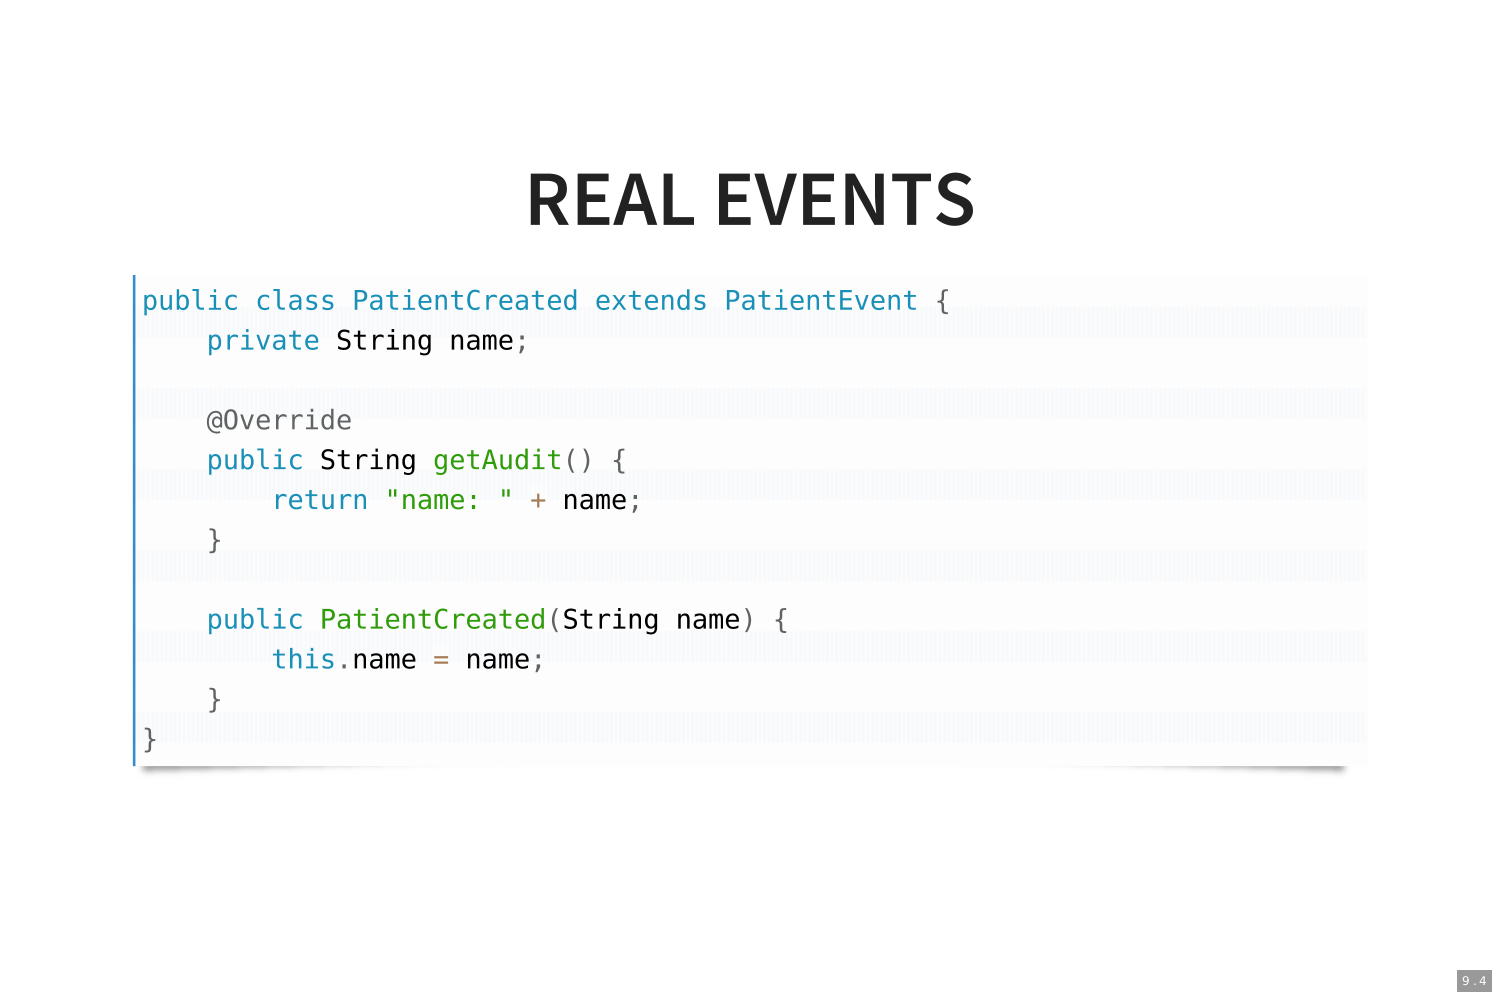 REAL EVENTS
public class PatientCreated extends PatientEvent {
    private String name;

    @Override
    public String getAudit() {
        return "name: " + name;
    }

    public PatientCreated(String name) {
        this.name = name;
    }
}
9.4